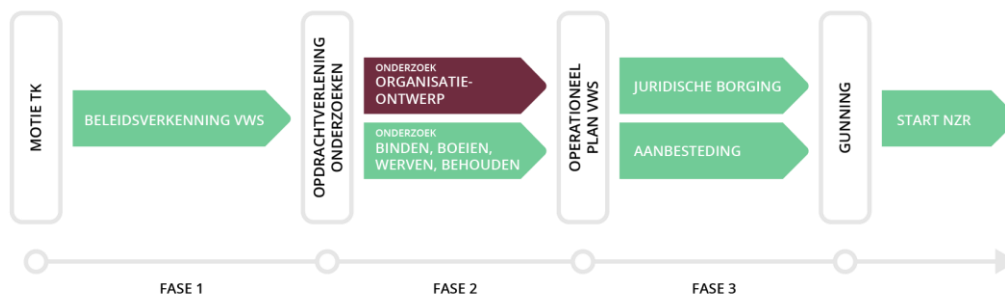 MOTIE TK
BELEIDSVERKENNING VWS
OPDRACHTVERLENING
ONDERZOEKEN
ONDERZOEK
ORGANISATIE-
ONTWERP
ONDERZOEK
BINDEN, BOEIEN,
WERVEN, BEHOUDEN
OPERATIONEEL
PLAN VWS
JURIDISCHE BORGING
AANBESTEDING
GUNNING
START NZR
FASE 1
FASE 2
FASE 3